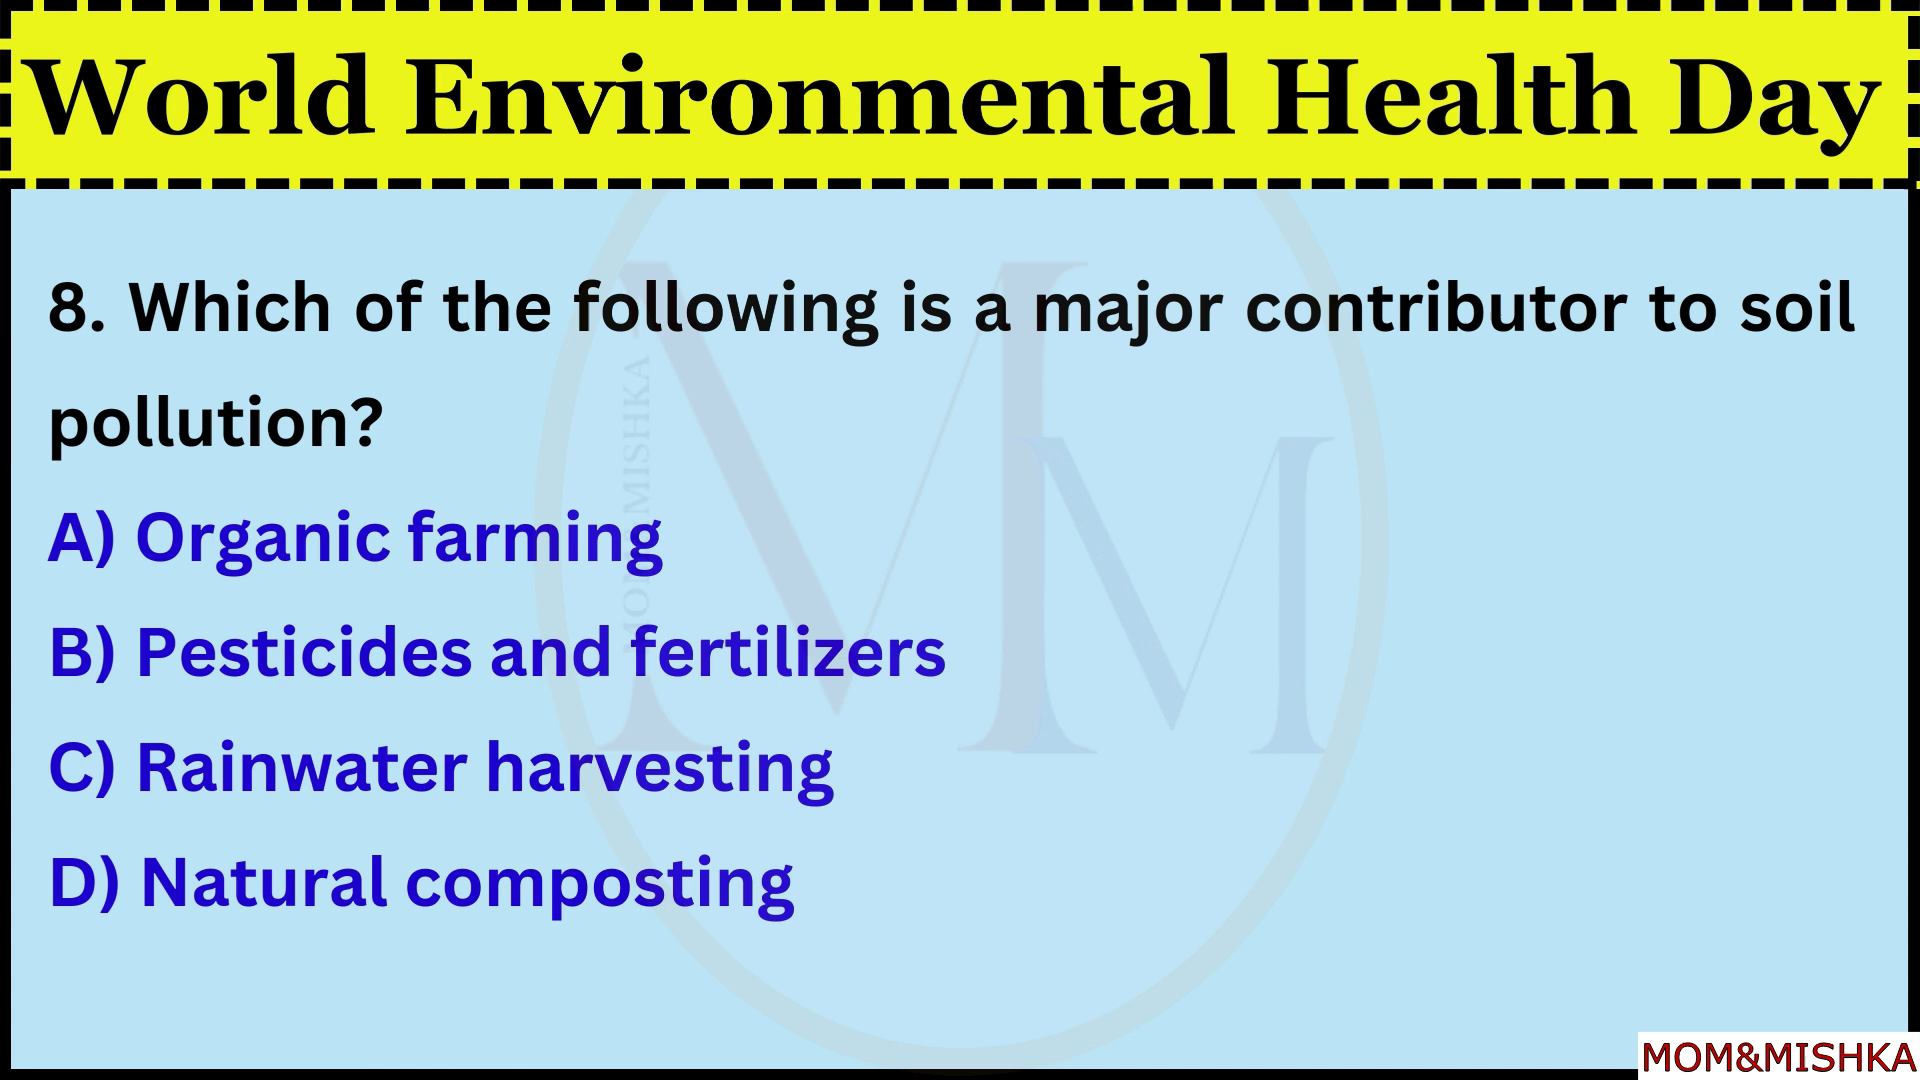 World Environmental Health Day
8. Which of the following is a major contributor to soil
pollution?
A) Organic farming
B) Pesticides and fertilizers
C) Rainwater harvesting
D) Natural composting
MM
MOM&MISHKA